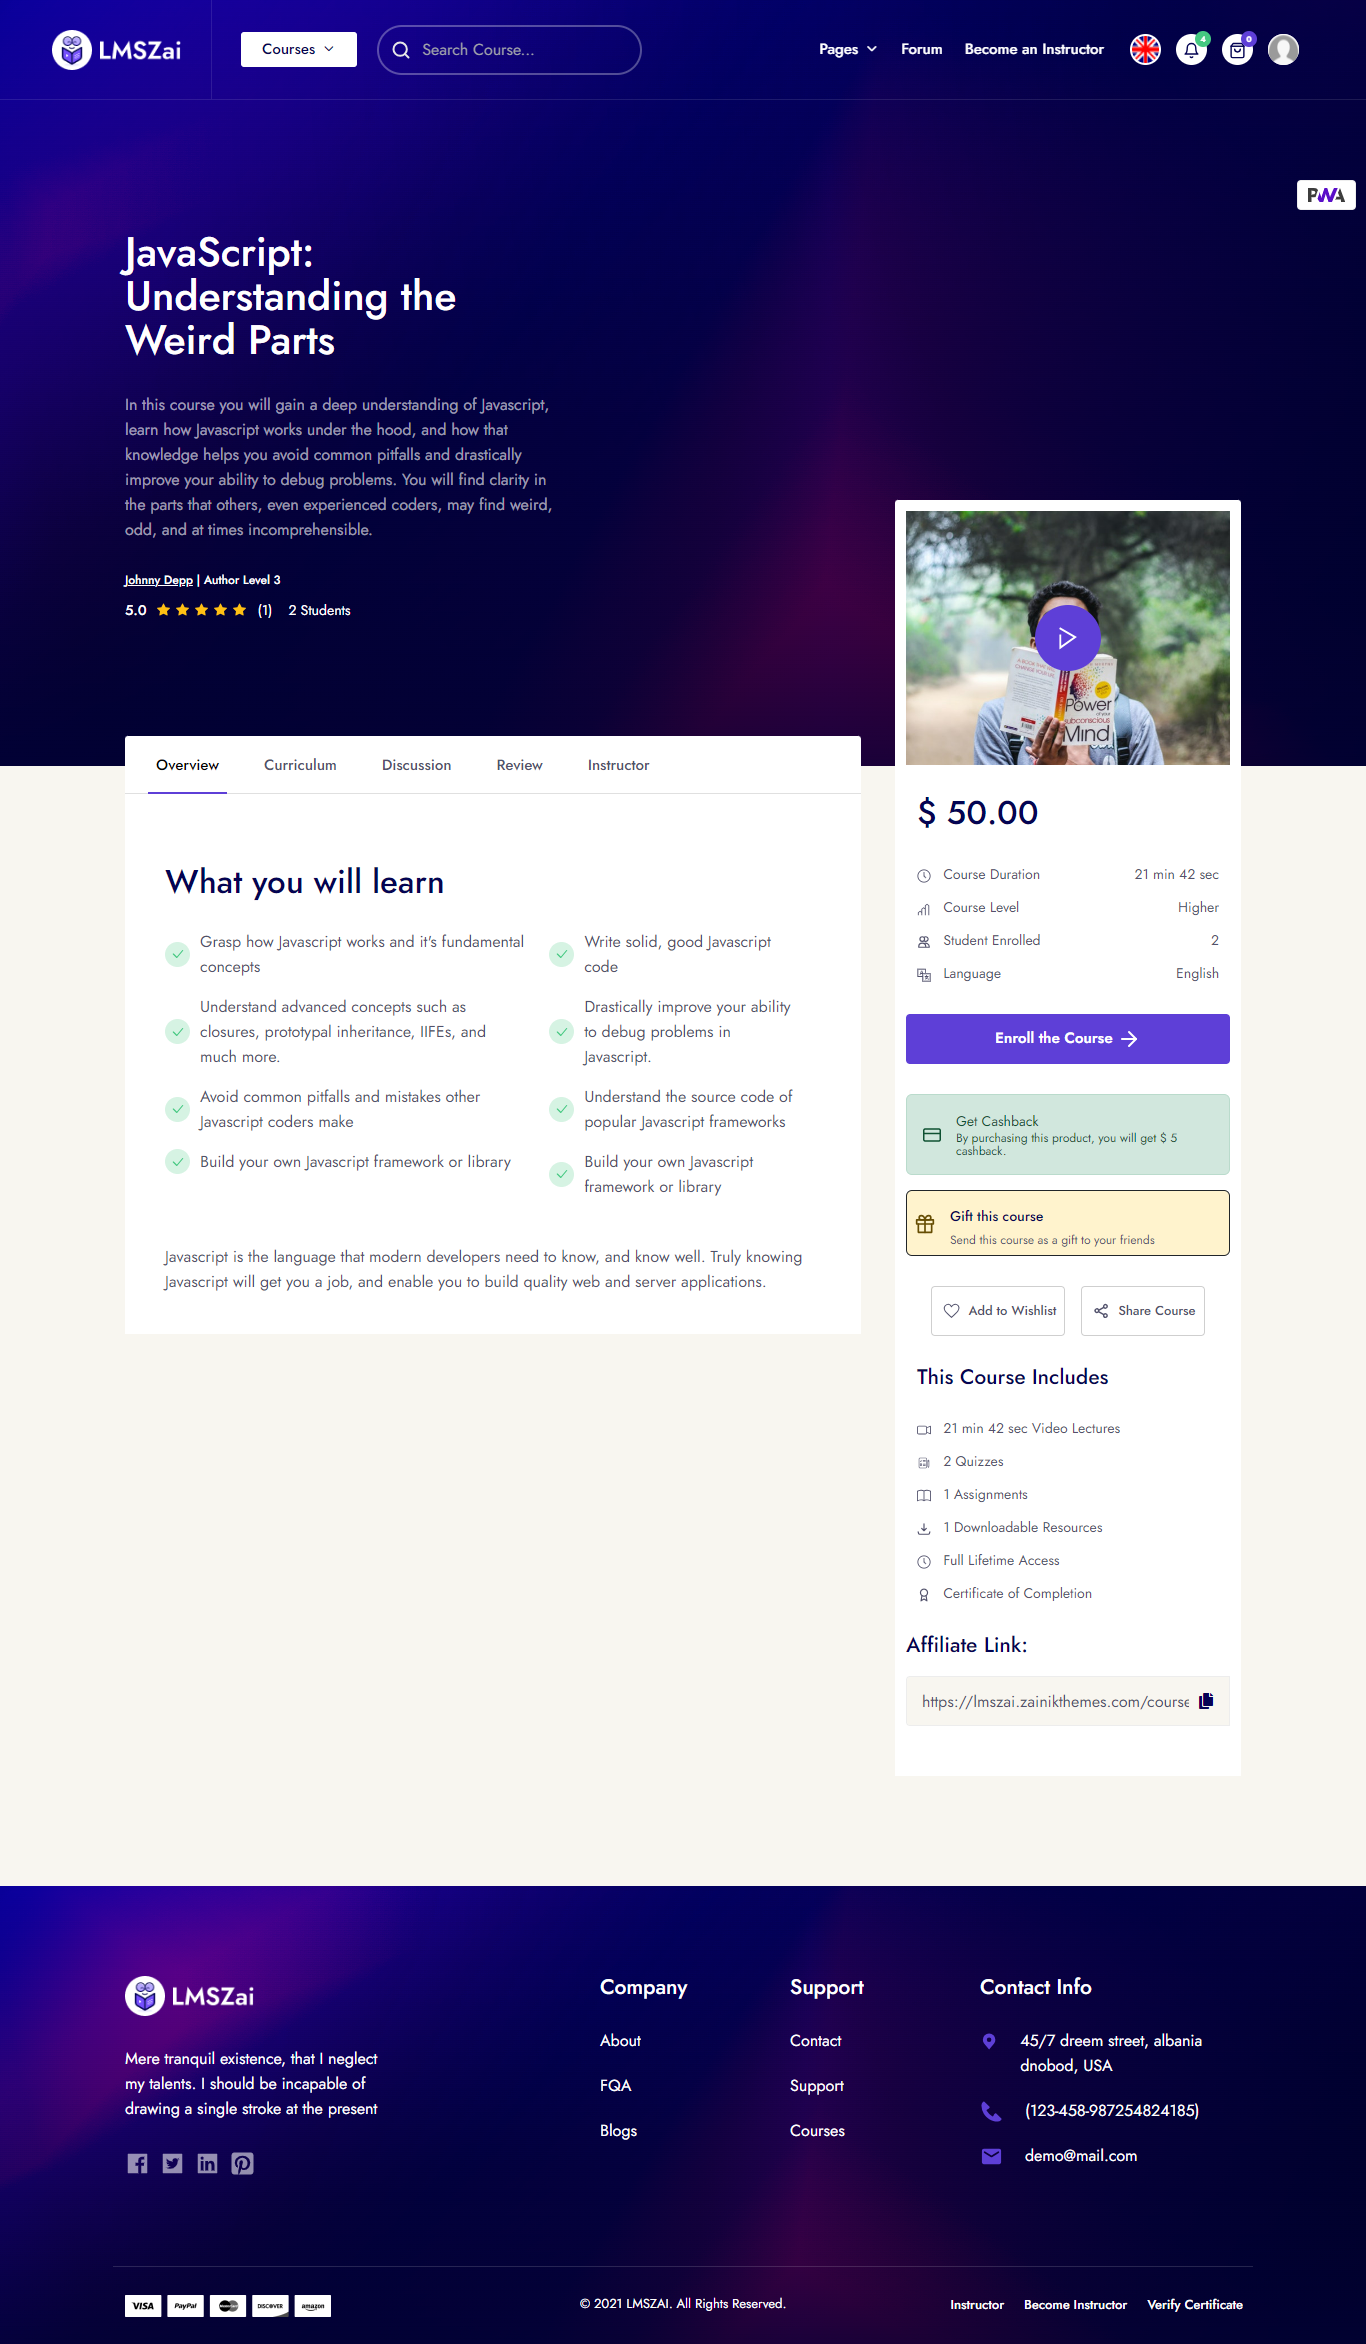 LMSZai
Courses
Search Course...
Pages
Forum
Become an Instructor
4
0
PWA
JavaScript:
Understanding the
Weird Parts
In this course you will gain a deep understanding of Javascript,
learn how Javascript works under the hood, and how that
knowledge helps you avoid common pitfalls and drastically
improve your ability to debug problems. You will find clarity in
the parts that others, even experienced coders, may find weird,
odd, and at times incomprehensible.
Johnny Depp | Author Level 3
5.0 (1) 2 Students
Power
of your
subconscious
Mind
Overview
Curriculum
Discussion
Review
Instructor
What you will learn
Grasp how Javascript works and it's fundamental
concepts
Write solid, good Javascript
code
Understand advanced concepts such as
closures, prototypal inheritance, IIFEs, and
much more.
Drastically improve your ability
to debug problems in
Javascript.
Avoid common pitfalls and mistakes other
Javascript coders make
Understand the source code of
popular Javascript frameworks
Build your own Javascript framework or library
Build your own Javascript
framework or library
Javascript is the language that modern developers need to know, and know well. Truly knowing
Javascript will get you a job, and enable you to build quality web and server applications.
$ 50.00
Course Duration 21 min 42 sec
Course Level Higher
Student Enrolled 2
Language English
Enroll the Course
Get Cashback
By purchasing this product, you will get $ 5
cashback.
Gift this course
Send this course as a gift to your friends
Add to Wishlist
Share Course
This Course Includes
21 min 42 sec Video Lectures
2 Quizzes
1 Assignments
1 Downloadable Resources
Full Lifetime Access
Certificate of Completion
Affiliate Link:
https://lmszai.zainikthemes.com/course
LMSZai
Mere tranquil existence, that I neglect
my talents. I should be incapable of
drawing a single stroke at the present
Company
About
FQA
Blogs
Support
Contact
Support
Courses
Contact Info
45/7 dreem street, albania
dnobod, USA
(123-458-987254824185)
demo@mail.com
VISA
PayPal
DISCOVER
amazon
© 2021 LMSZAI. All Rights Reserved.
Instructor
Become Instructor
Verify Certificate